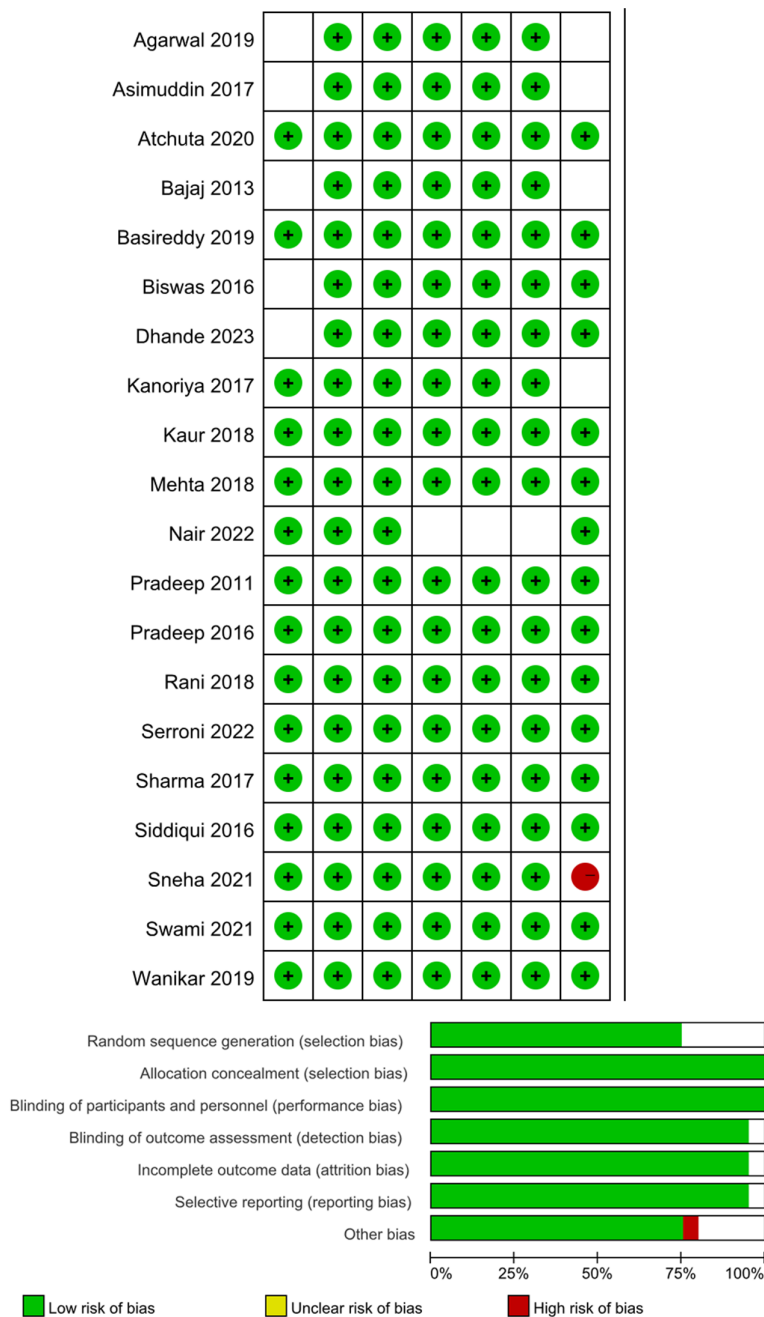 Agarwal 2019
Asimuddin 2017
Atchuta 2020
Bajaj 2013
Basireddy 2019
Biswas 2016
Dhande 2023
Kanoriya 2017
Kaur 2018
Mehta 2018
Nair 2022
Pradeep 2011
Pradeep 2016
Rani 2018
Serroni 2022
Sharma 2017
Siddiqui 2016
Sneha 2021
Swami 2021
Wanikar 2019
Random sequence generation (selection bias)
Allocation concealment (selection bias)
Blinding of participants and personnel (performance bias)
Blinding of outcome assessment (detection bias)
Incomplete outcome data (attrition bias)
Selective reporting (reporting bias)
Other bias
0% 25% 50% 75% 100%
Low risk of bias Unclear risk of bias High risk of bias